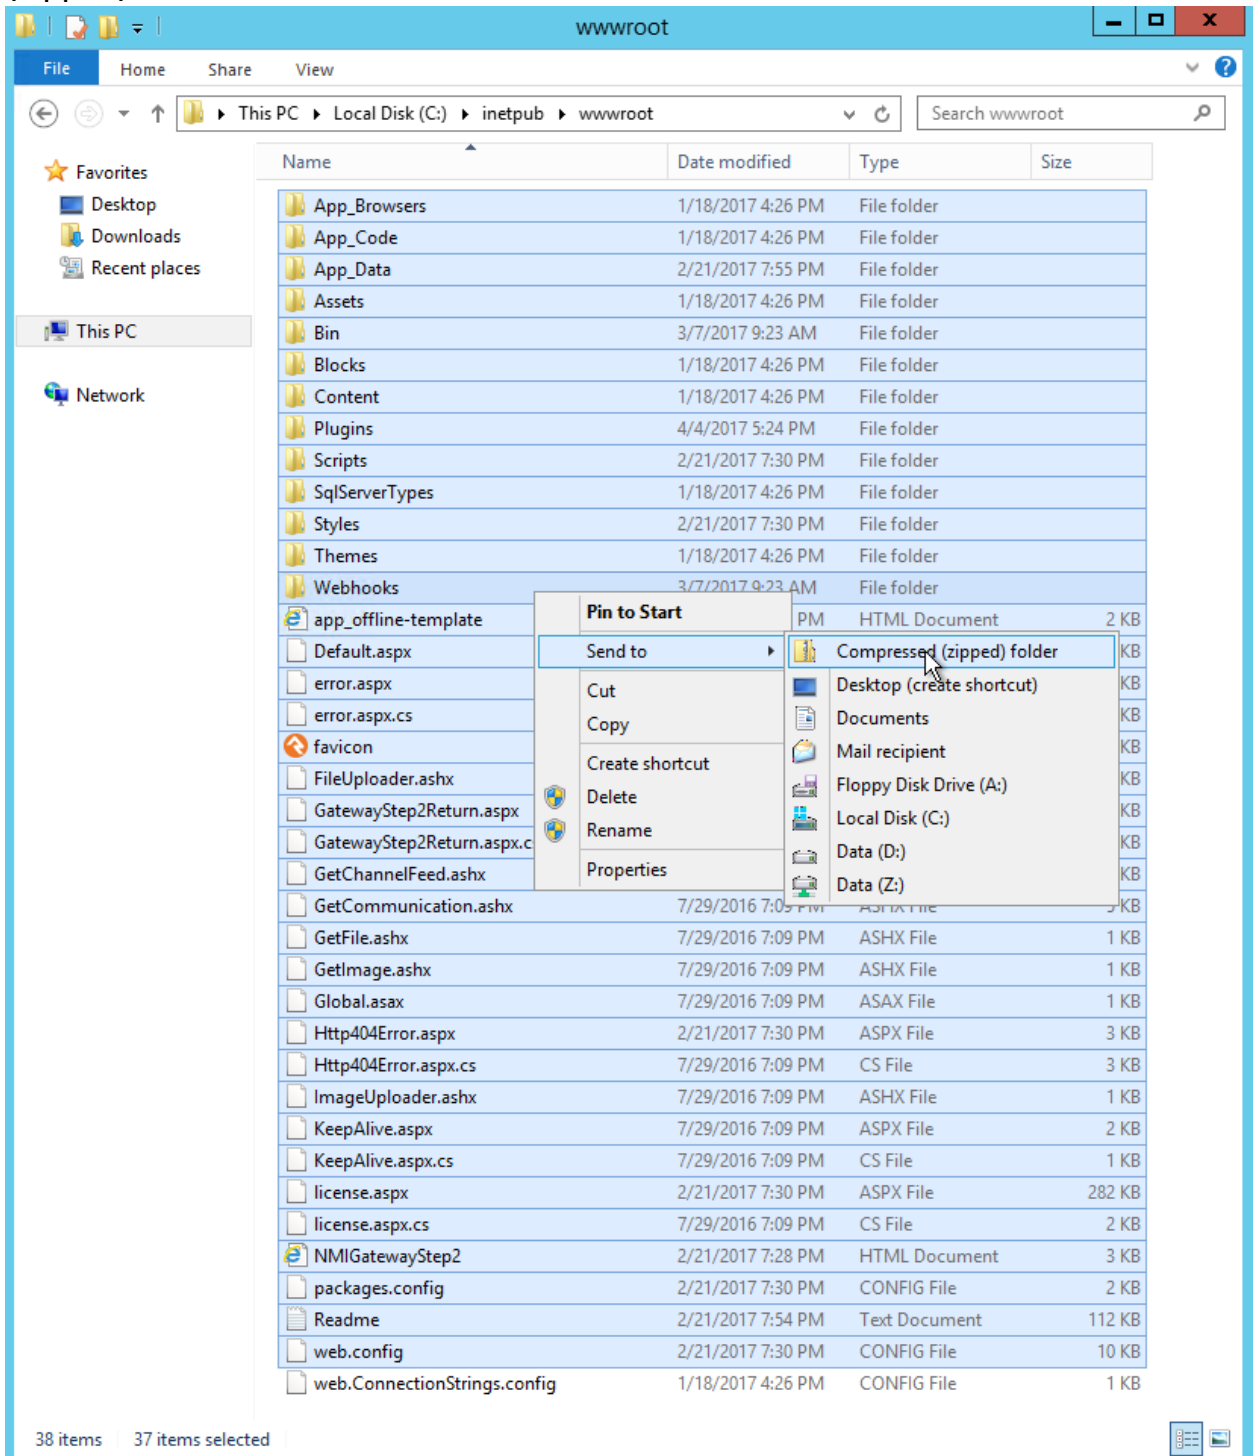 wwwroot
File Home Share View
This PC Local Disk (C:) inetpub wwwroot Search wwwroot
Name Date modified Type Size
Favorites
Desktop
Downloads
Recent places
This PC
Network
App_Browsers 1/18/2017 4:26 PM File folder
App_Code 1/18/2017 4:26 PM File folder
App_Data 2/21/2017 7:55 PM File folder
Assets 1/18/2017 4:26 PM File folder
Bin 3/7/2017 9:23 AM File folder
Blocks 1/18/2017 4:26 PM File folder
Content 1/18/2017 4:26 PM File folder
Plugins 4/4/2017 5:24 PM File folder
Scripts 2/21/2017 7:30 PM File folder
SqlServerTypes 1/18/2017 4:26 PM File folder
Styles 2/21/2017 7:30 PM File folder
Themes 1/18/2017 4:26 PM File folder
Webhooks 3/7/2017 9:23 AM File folder
app_offline-template PM HTML Document 2 KB
Default.aspx KB
error.aspx KB
error.aspx.cs KB
favicon KB
FileUploader.ashx KB
GatewayStep2Return.aspx KB
GatewayStep2Return.aspx.c KB
GetChannelFeed.ashx KB
GetCommunication.ashx 7/29/2016 7:09 PM ASHX File KB
GetFile.ashx 7/29/2016 7:09 PM ASHX File 1 KB
GetImage.ashx 7/29/2016 7:09 PM ASHX File 1 KB
Global.asax 7/29/2016 7:09 PM ASAX File 1 KB
Http404Error.aspx 2/21/2017 7:30 PM ASPX File 3 KB
Http404Error.aspx.cs 7/29/2016 7:09 PM CS File 3 KB
ImageUploader.ashx 7/29/2016 7:09 PM ASHX File 1 KB
KeepAlive.aspx 7/29/2016 7:09 PM ASPX File 2 KB
KeepAlive.aspx.cs 7/29/2016 7:09 PM CS File 1 KB
license.aspx 2/21/2017 7:30 PM ASPX File 282 KB
license.aspx.cs 7/29/2016 7:09 PM CS File 2 KB
NMIGatewayStep2 2/21/2017 7:28 PM HTML Document 3 KB
packages.config 2/21/2017 7:30 PM CONFIG File 2 KB
Readme 2/21/2017 7:54 PM Text Document 112 KB
web.config 2/21/2017 7:30 PM CONFIG File 10 KB
web.ConnectionStrings.config 1/18/2017 4:26 PM CONFIG File 1 KB
Pin to Start
Send to
Cut
Copy
Create shortcut
Delete
Rename
Properties
Compressed (zipped) folder
Desktop (create shortcut)
Documents
Mail recipient
Floppy Disk Drive (A:)
Local Disk (C:)
Data (D:)
Data (Z:)
38 items 37 items selected